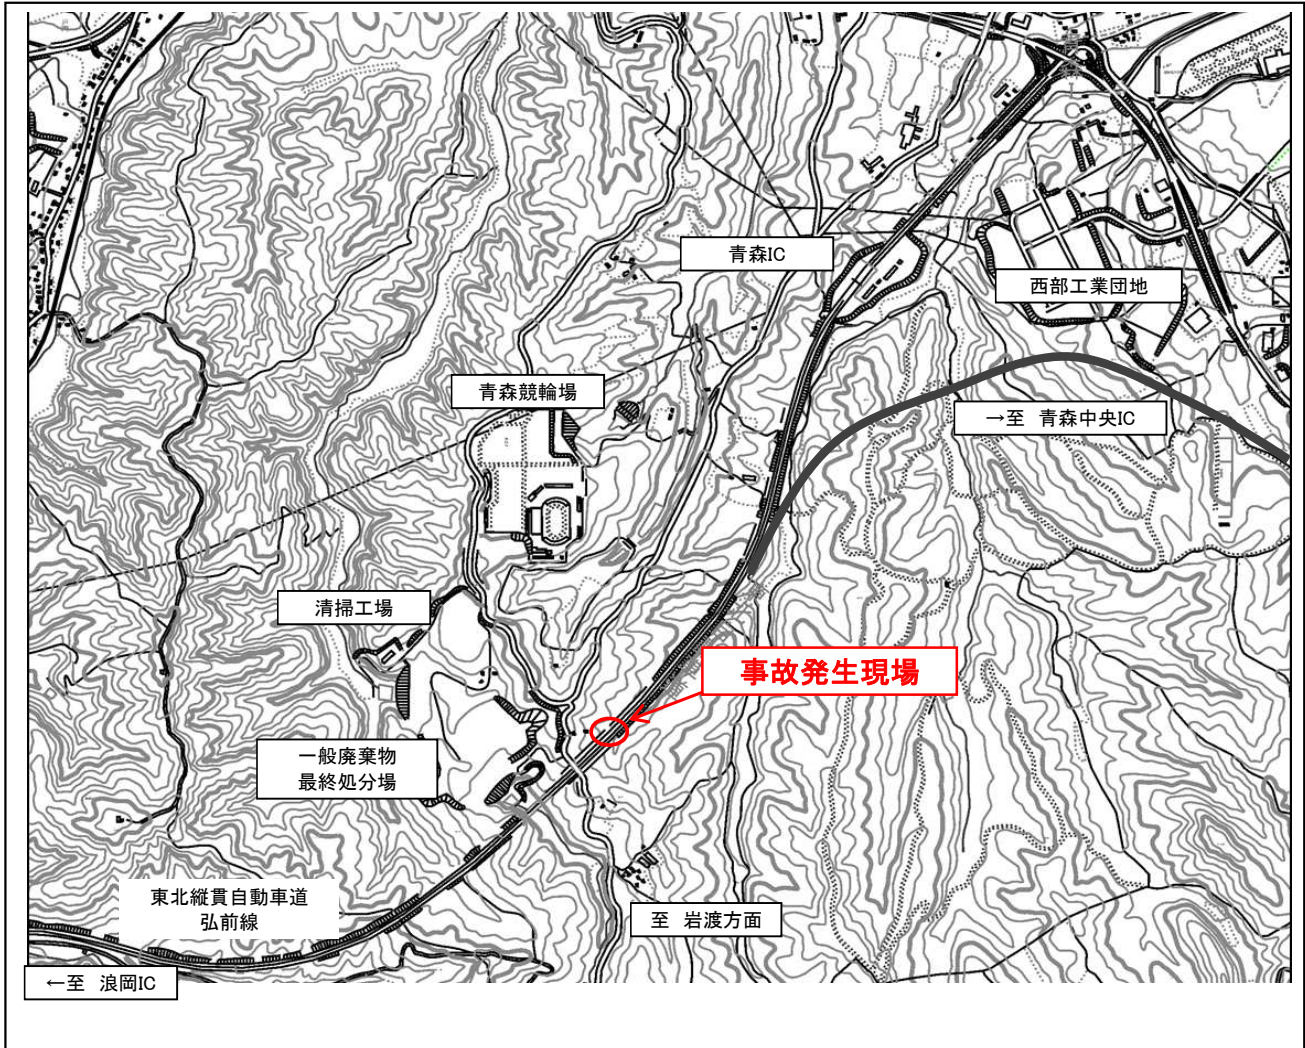 青森IC
西部工業団地
青森競輪場
→至 青森中央IC
清掃工場
事故発生現場
一般廃棄物
最終処分場
東北縦貫自動車道
弘前線
至 岩渡方面
←至 浪岡IC